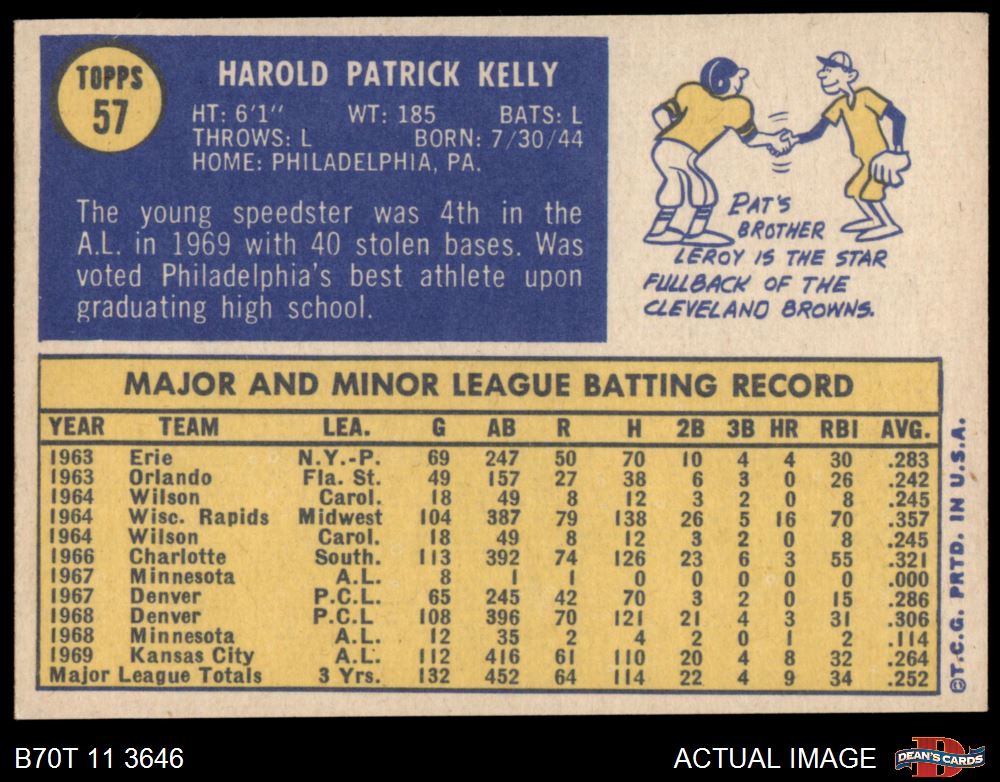 TOPPS
57
HAROLD PATRICK KELLY
HT: 6'1" WT: 185 BATS: L
THROWS: L BORN: 7/30/44
HOME: PHILADELPHIA, PA.
The young speedster was 4th in the
A.L. in 1969 with 40 stolen bases. Was
voted Philadelphia's best athlete upon
graduating high school.
PAT'S
BROTHER
LEROY IS THE STAR
FULLBACK OF THE
CLEVELAND BROWNS.
MAJOR AND MINOR LEAGUE BATTING RECORD
YEAR TEAM LEA. G AB R H 2B 3B HR RBI AVG.
1963 Erie N.Y.-P. 69 247 50 70 10 4 4 30 .283
1963 Orlando Fla. St. 49 157 27 38 6 3 0 26 .242
1964 Wilson Carol. 18 49 8 12 3 2 0 8 .245
1964 Wisc. Rapids Midwest 104 387 79 138 26 5 16 70 .357
1964 Wilson Carol. 18 49 8 12 3 2 0 8 .245
1966 Charlotte South. 113 392 74 126 23 6 3 55 .321
1967 Minnesota A.L. 8 1 1 0 0 0 0 0 .000
1967 Denver P.C.L. 65 245 42 70 3 2 0 15 .286
1968 Denver P.C.L 108 396 70 121 21 4 3 31 .306
1968 Minnesota A.L. 12 35 2 4 2 0 1 2 .114
1969 Kansas City A.L. 112 416 61 110 20 4 8 32 .264
Major League Totals 3 Yrs. 132 452 64 114 22 4 9 34 .252
©T.C.G. PRTD. IN U.S.A.
B70T 11 3646
ACTUAL IMAGE
D
DEAN'S CARDS